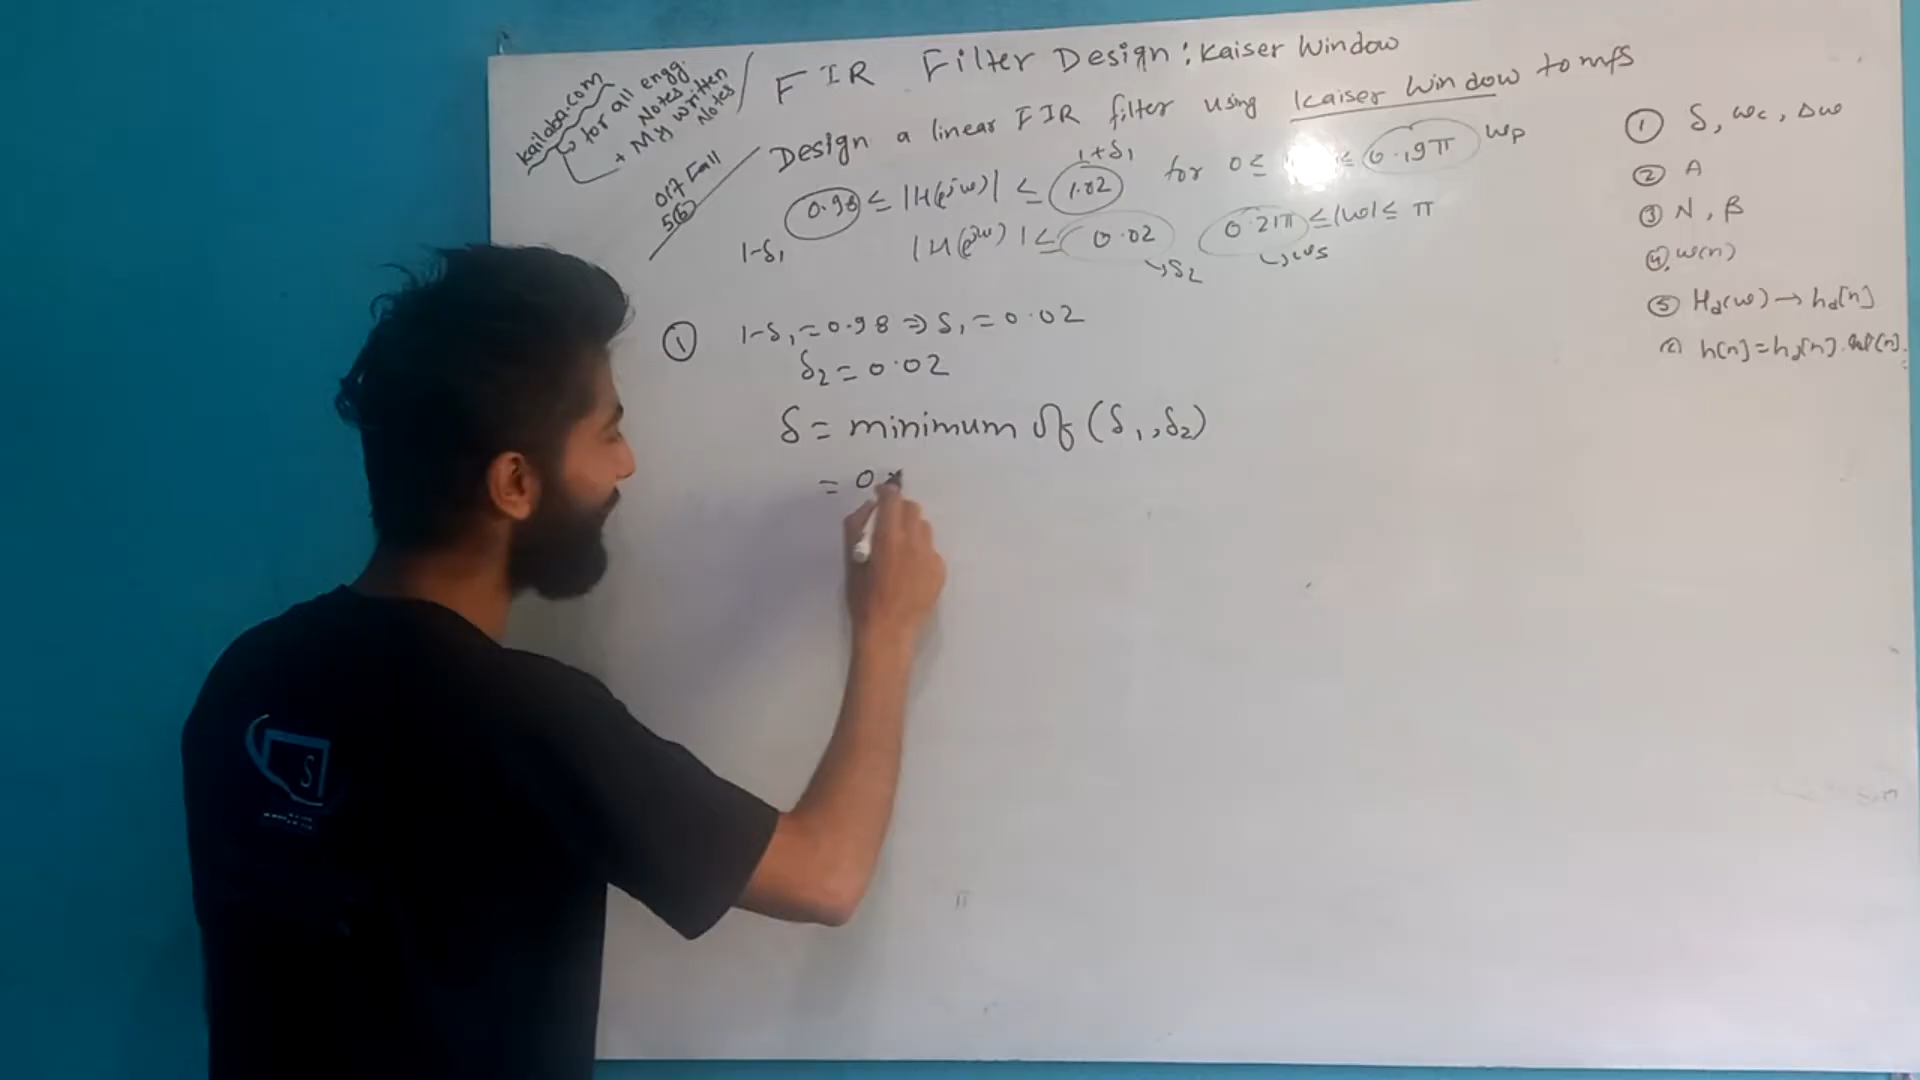 kailaba.com
for all engg.
Notes
+ My written
Notes
FIR Filter Design: Kaiser Window
017 Fall
5(b)
Design a linear FIR filter using Kaiser Window to mfs
1+δ₁
0.98 ≤ |H(e^jω)| ≤ 1.02 for 0 ≤ ≤ 0.19π ωp
1-δ₁
|H(e^jω)| ≤ 0.02 0.21π ≤ |ω| ≤ π
↳δ₂ ↳ωs
① 1-δ₁ = 0.98 ⇒ δ₁ = 0.02
δ₂ = 0.02
δ = minimum of (δ₁, δ₂)
= 0.
① δ, ωc, Δω
② A
③ N, β
④ w(n)
⑤ Hd(ω) → hd[n]
h[n] = hd[n].